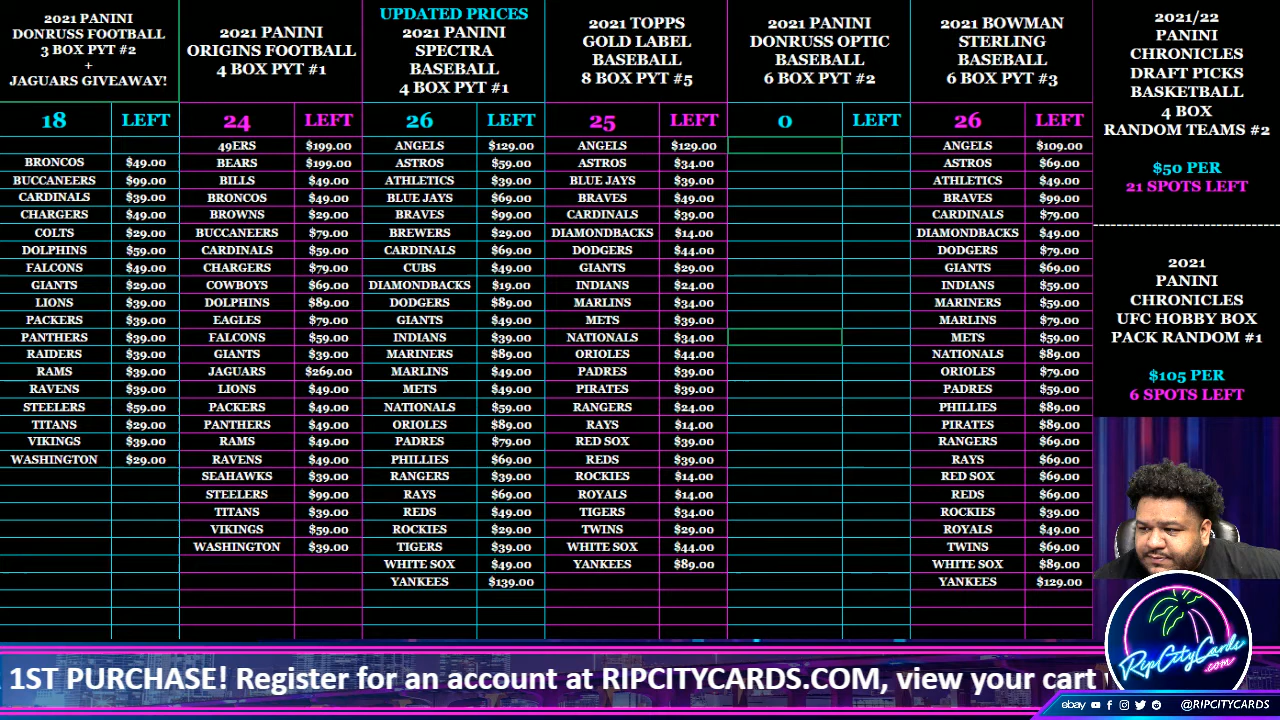 2021 PANINI
DONRUSS FOOTBALL
3 BOX PYT #2
+
JAGUARS GIVEAWAY!
18 LEFT
BRONCOS $49.00
BUCCANEERS $99.00
CARDINALS $39.00
CHARGERS $49.00
COLTS $29.00
DOLPHINS $59.00
FALCONS $49.00
GIANTS $29.00
LIONS $39.00
PACKERS $39.00
PANTHERS $39.00
RAIDERS $39.00
RAMS $39.00
RAVENS $39.00
STEELERS $59.00
TITANS $29.00
VIKINGS $39.00
WASHINGTON $29.00
2021 PANINI
ORIGINS FOOTBALL
4 BOX PYT #1
24 LEFT
49ERS $199.00
BEARS $199.00
BILLS $49.00
BRONCOS $49.00
BROWNS $29.00
BUCCANEERS $79.00
CARDINALS $59.00
CHARGERS $79.00
COWBOYS $69.00
DOLPHINS $89.00
EAGLES $79.00
FALCONS $59.00
GIANTS $39.00
JAGUARS $269.00
LIONS $49.00
PACKERS $49.00
PANTHERS $49.00
RAMS $49.00
RAVENS $49.00
SEAHAWKS $39.00
STEELERS $99.00
TITANS $39.00
VIKINGS $59.00
WASHINGTON $39.00
UPDATED PRICES
2021 PANINI
SPECTRA
BASEBALL
4 BOX PYT #1
26 LEFT
ANGELS $129.00
ASTROS $59.00
ATHLETICS $39.00
BLUE JAYS $69.00
BRAVES $99.00
BREWERS $29.00
CARDINALS $69.00
CUBS $49.00
DIAMONDBACKS $19.00
DODGERS $89.00
GIANTS $49.00
INDIANS $39.00
MARINERS $89.00
MARLINS $49.00
METS $49.00
NATIONALS $59.00
ORIOLES $89.00
PADRES $79.00
PHILLIES $69.00
RANGERS $39.00
RAYS $69.00
REDS $49.00
ROCKIES $29.00
TIGERS $39.00
WHITE SOX $49.00
YANKEES $139.00
2021 TOPPS
GOLD LABEL
BASEBALL
8 BOX PYT #5
25 LEFT
ANGELS $129.00
ASTROS $34.00
BLUE JAYS $39.00
BRAVES $49.00
CARDINALS $39.00
DIAMONDBACKS $14.00
DODGERS $44.00
GIANTS $29.00
INDIANS $24.00
MARLINS $34.00
METS $39.00
NATIONALS $34.00
ORIOLES $44.00
PADRES $39.00
PIRATES $39.00
RANGERS $24.00
RAYS $14.00
RED SOX $39.00
REDS $39.00
ROCKIES $14.00
ROYALS $14.00
TIGERS $34.00
TWINS $29.00
WHITE SOX $44.00
YANKEES $89.00
2021 PANINI
DONRUSS OPTIC
BASEBALL
6 BOX PYT #2
0 LEFT
2021 BOWMAN
STERLING
BASEBALL
6 BOX PYT #3
26 LEFT
ANGELS $109.00
ASTROS $69.00
ATHLETICS $49.00
BRAVES $99.00
CARDINALS $79.00
DIAMONDBACKS $49.00
DODGERS $79.00
GIANTS $69.00
INDIANS $59.00
MARINERS $59.00
MARLINS $79.00
METS $59.00
NATIONALS $89.00
ORIOLES $79.00
PADRES $59.00
PHILLIES $89.00
PIRATES $89.00
RANGERS $69.00
RAYS $69.00
RED SOX $69.00
REDS $69.00
ROCKIES $39.00
ROYALS $49.00
TWINS $69.00
WHITE SOX $89.00
YANKEES $129.00
2021/22
PANINI
CHRONICLES
DRAFT PICKS
BASKETBALL
4 BOX
RANDOM TEAMS #2
$50 PER
21 SPOTS LEFT
2021
PANINI
CHRONICLES
UFC HOBBY BOX
PACK RANDOM #1
$105 PER
6 SPOTS LEFT
1ST PURCHASE! Register for an account at RIPCITYCARDS.COM, view your cart
RipCityCards
.com
ebay @RIPCITYCARDS